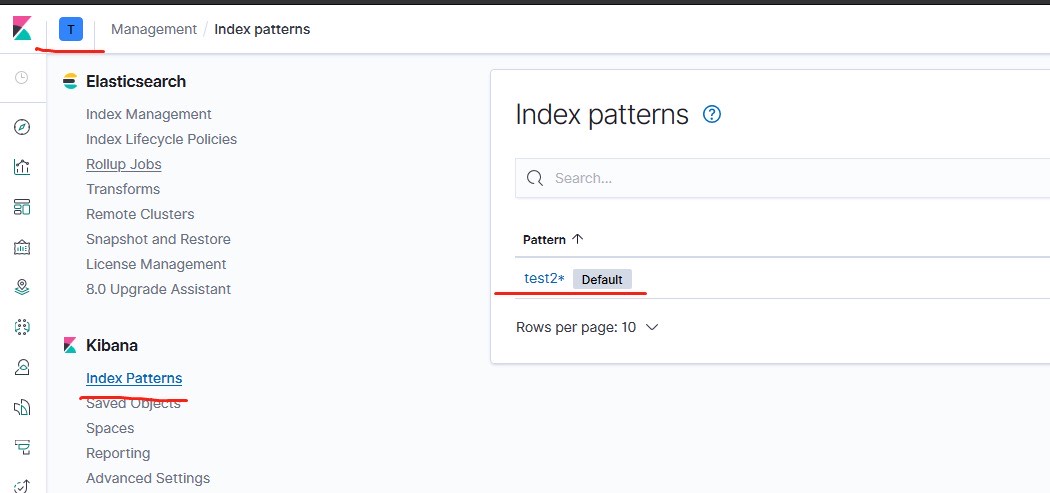 T Management / Index patterns
Elasticsearch
Index Management
Index Lifecycle Policies
Rollup Jobs
Transforms
Remote Clusters
Snapshot and Restore
License Management
8.0 Upgrade Assistant
Kibana
Index Patterns
Saved Objects
Spaces
Reporting
Advanced Settings
Index patterns ?
Search...
Pattern ↑
test2* Default
Rows per page: 10